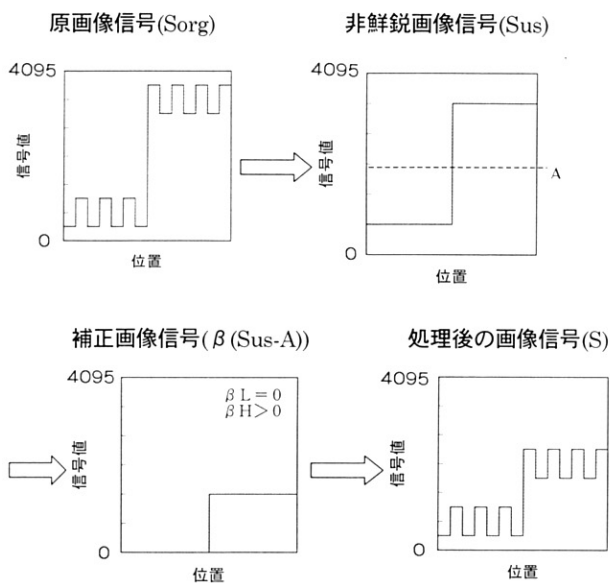 原画像信号(Sorg)
4095
信号値
0
位置
非鮮鋭画像信号(Sus)
4095
信号値
A
0
位置
補正画像信号(β(Sus-A))
4095
βL=0
βH>0
信号値
0
位置
処理後の画像信号(S)
4095
信号値
0
位置